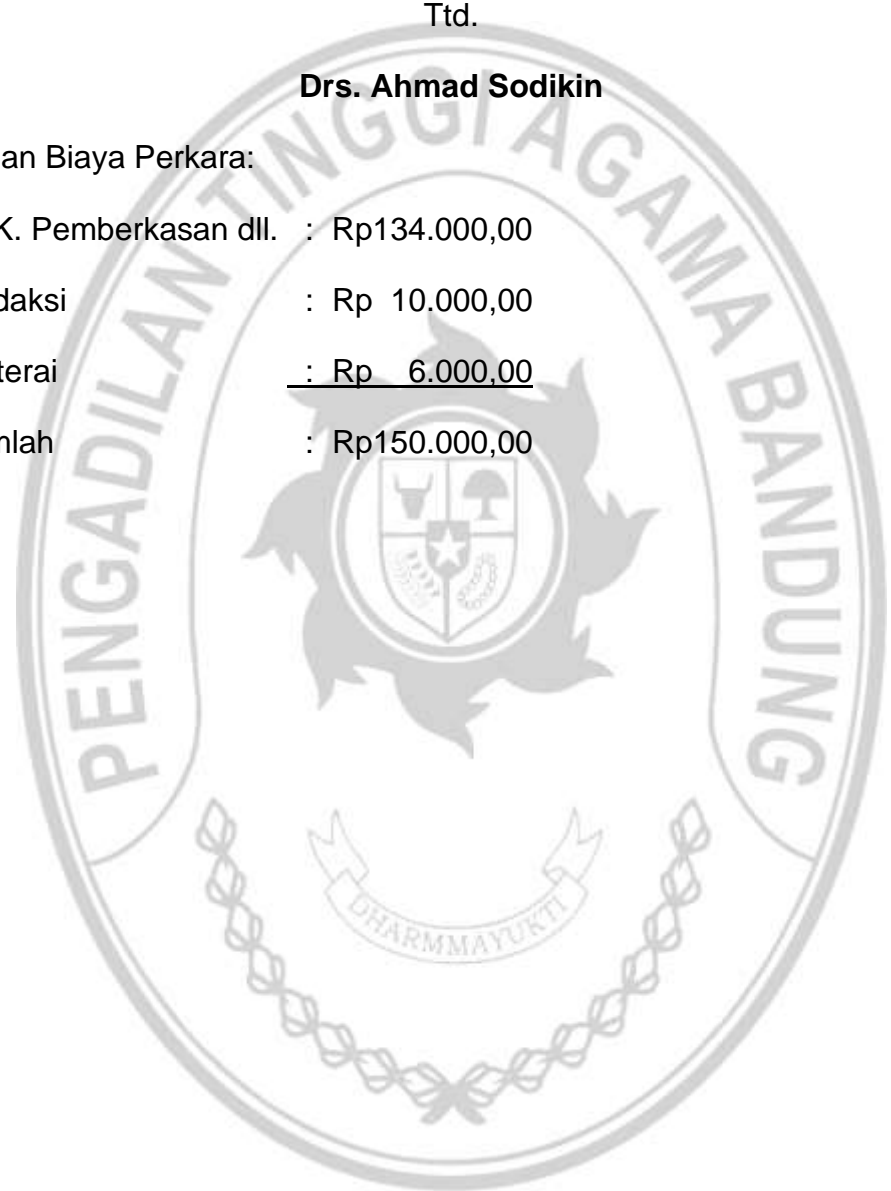 Ttd.
Drs. Ahmad Sodikin
an Biaya Perkara:
K. Pemberkasan dll. : Rp134.000,00
daksi : Rp 10.000,00
terai : Rp 6.000,00
mlah : Rp150.000,00
PENGADILAN TINGGI AGAMA BANDUNG
DHARMMAYUKTI